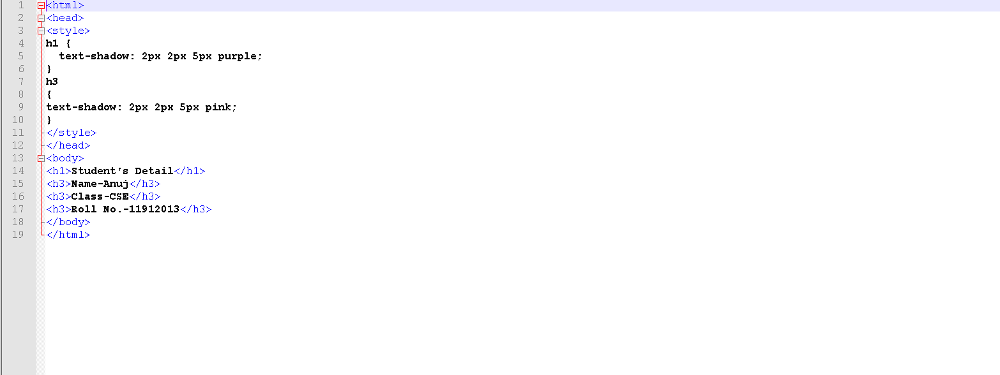 1 <html>
2 <head>
3 <style>
4 h1 {
5   text-shadow: 2px 2px 5px purple;
6 }
7 h3
8 {
9 text-shadow: 2px 2px 5px pink;
10 }
11 </style>
12 </head>
13 <body>
14 <h1>Student's Detail</h1>
15 <h3>Name-Anuj</h3>
16 <h3>Class-CSE</h3>
17 <h3>Roll No.-11912013</h3>
18 </body>
19 </html>